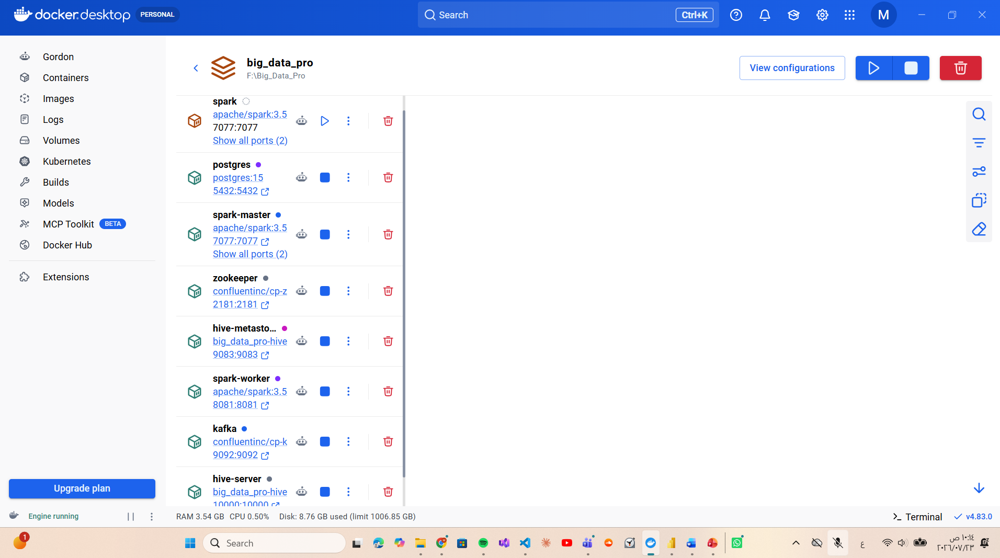 docker.desktop PERSONAL
Search Ctrl+K
M
Gordon
Containers
Images
Logs
Volumes
Kubernetes
Builds
Models
MCP Toolkit BETA
Docker Hub
Extensions
Upgrade plan
big_data_pro
F:\Big_Data_Pro
View configurations
spark
apache/spark:3.5
7077:7077
Show all ports (2)
postgres
postgres:15
5432:5432
spark-master
apache/spark:3.5
7077:7077
Show all ports (2)
zookeeper
confluentinc/cp-z
2181:2181
hive-metasto...
big_data_pro-hive
9083:9083
spark-worker
apache/spark:3.5
8081:8081
kafka
confluentinc/cp-k
9092:9092
hive-server
big_data_pro-hive
10000:10000
Engine running
RAM 3.54 GB CPU 0.50% Disk: 8.76 GB used (limit 1006.85 GB)
Terminal
v4.83.0
1
Search
ع
١٠:١٤ ص
٢٠٢٦/٠٧/٢٣